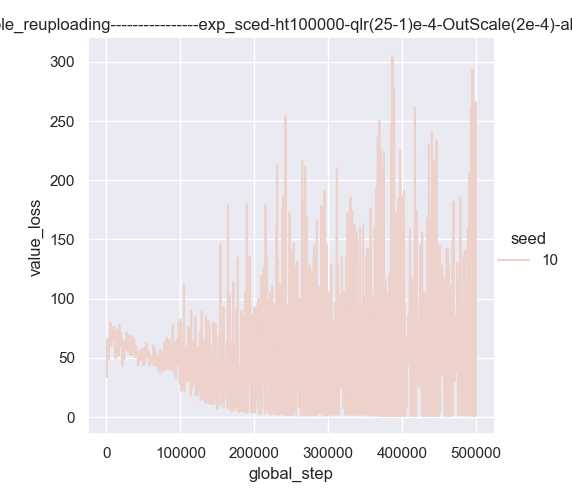 ole_reuploading----------------exp_sced-ht100000-qlr(25-1)e-4-OutScale(2e-4)-al
300
250
200
150
100
50
0
value_loss
0 100000 200000 300000 400000 500000
global_step
seed
10